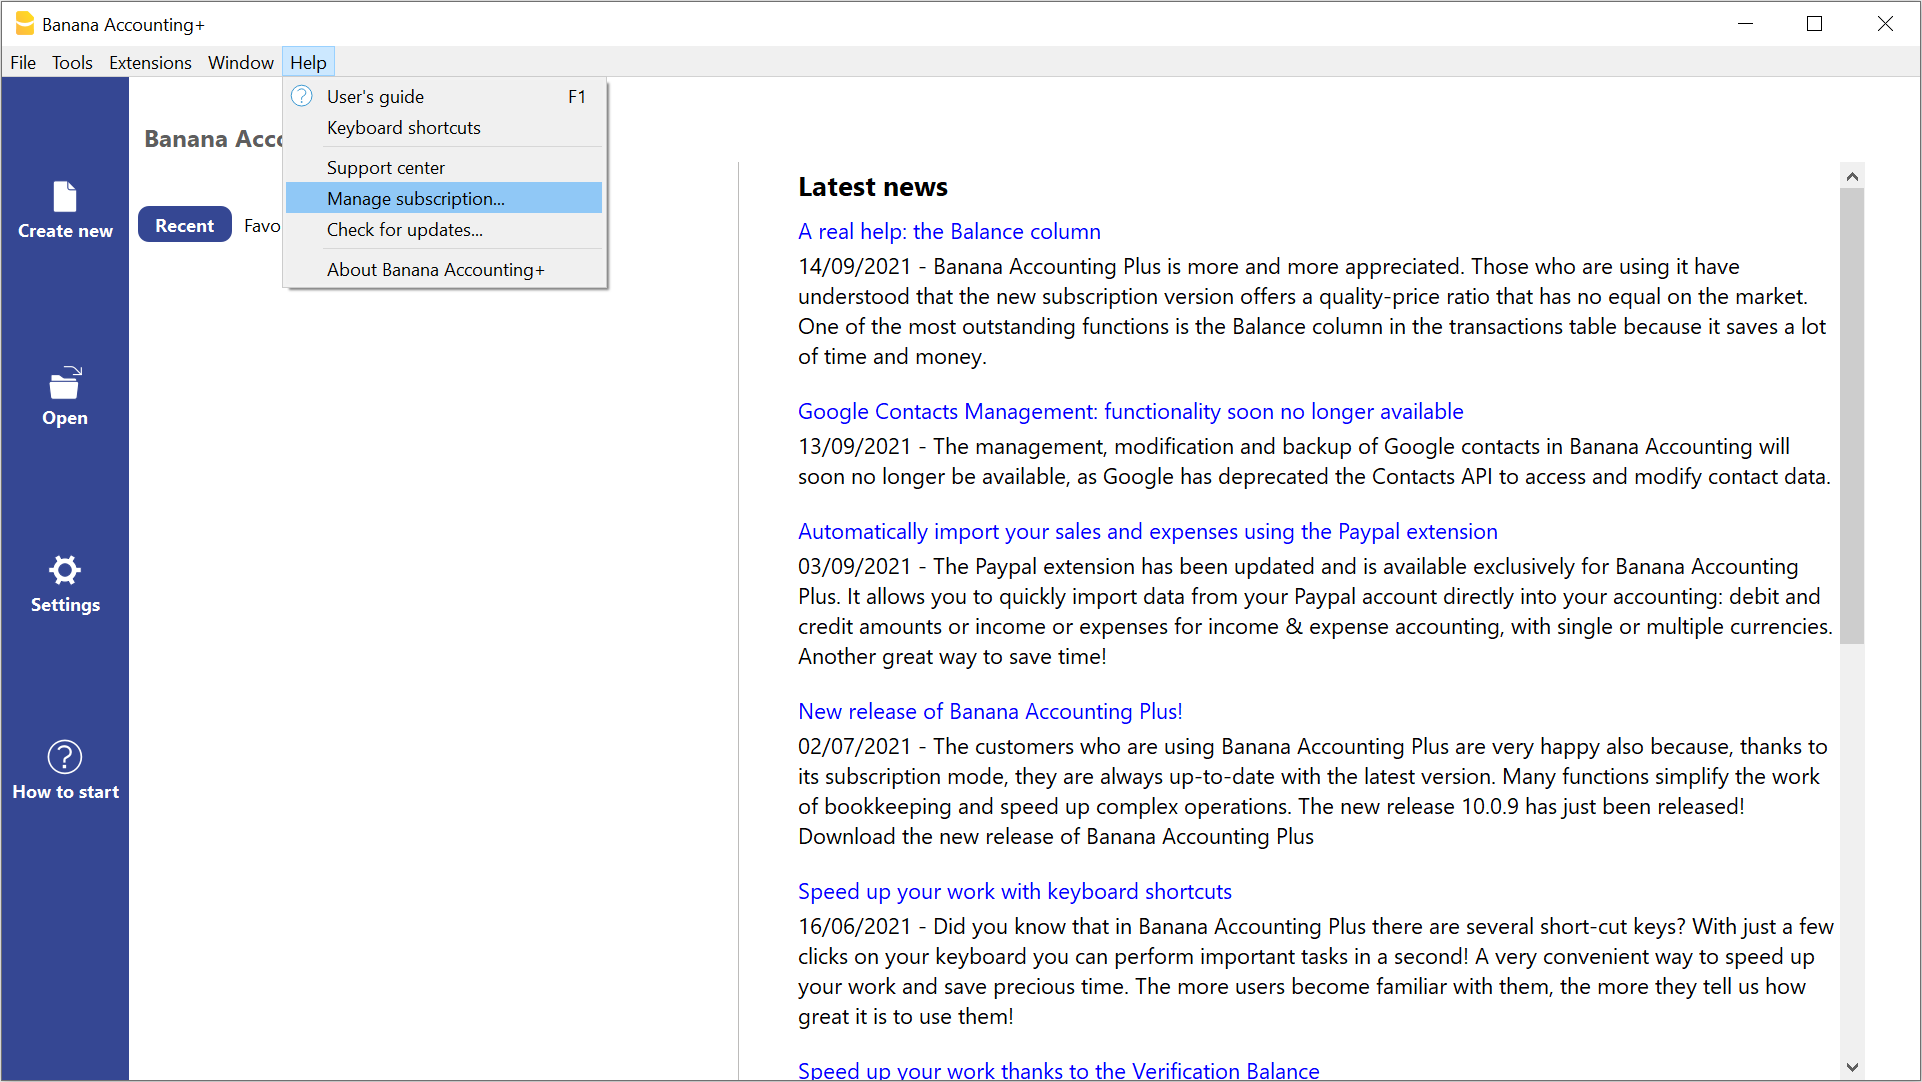 Banana Accounting+
File Tools Extensions Window Help
User's guide F1
Keyboard shortcuts
Support center
Manage subscription...
Check for updates...
About Banana Accounting+
Banana Acc
Create new
Open
Settings
How to start
Recent Favo
Latest news
A real help: the Balance column
14/09/2021 - Banana Accounting Plus is more and more appreciated. Those who are using it have
understood that the new subscription version offers a quality-price ratio that has no equal on the market.
One of the most outstanding functions is the Balance column in the transactions table because it saves a lot
of time and money.
Google Contacts Management: functionality soon no longer available
13/09/2021 - The management, modification and backup of Google contacts in Banana Accounting will
soon no longer be available, as Google has deprecated the Contacts API to access and modify contact data.
Automatically import your sales and expenses using the Paypal extension
03/09/2021 - The Paypal extension has been updated and is available exclusively for Banana Accounting
Plus. It allows you to quickly import data from your Paypal account directly into your accounting: debit and
credit amounts or income or expenses for income & expense accounting, with single or multiple currencies.
Another great way to save time!
New release of Banana Accounting Plus!
02/07/2021 - The customers who are using Banana Accounting Plus are very happy also because, thanks to
its subscription mode, they are always up-to-date with the latest version. Many functions simplify the work
of bookkeeping and speed up complex operations. The new release 10.0.9 has just been released!
Download the new release of Banana Accounting Plus
Speed up your work with keyboard shortcuts
16/06/2021 - Did you know that in Banana Accounting Plus there are several short-cut keys? With just a few
clicks on your keyboard you can perform important tasks in a second! A very convenient way to speed up
your work and save precious time. The more users become familiar with them, the more they tell us how
great it is to use them!
Speed up your work thanks to the Verification Balance